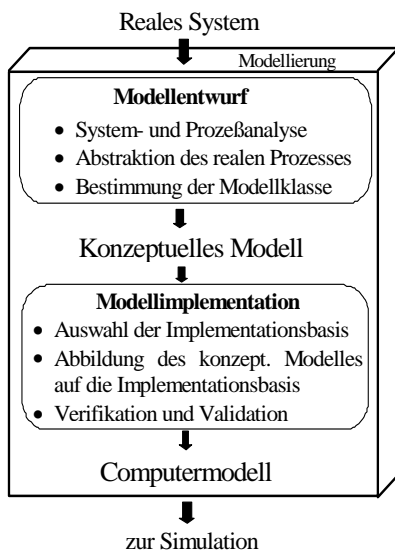 Reales System
Modellierung
Modellentwurf
• System- und Prozeßanalyse
• Abstraktion des realen Prozesses
• Bestimmung der Modellklasse
Konzeptuelles Modell
Modellimplementation
• Auswahl der Implementationsbasis
• Abbildung des konzept. Modelles
auf die Implementationsbasis
• Verifikation und Validation
Computermodell
zur Simulation